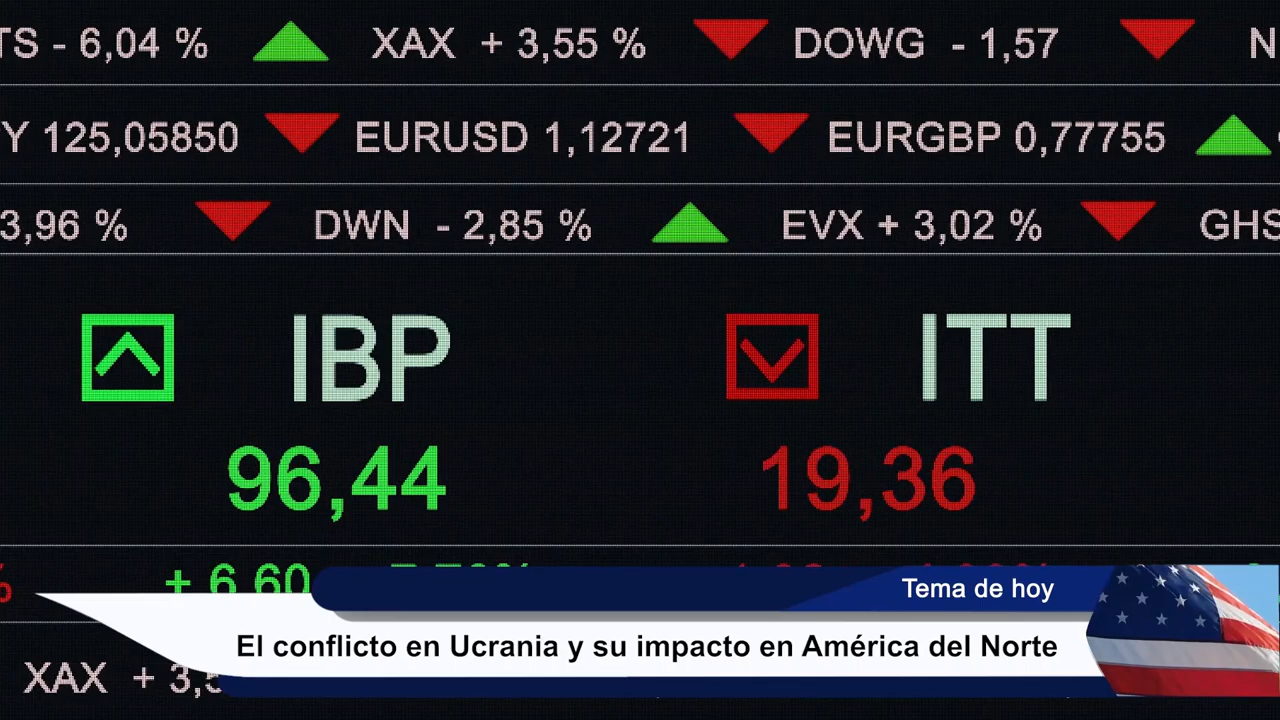 TS - 6,04 % XAX + 3,55 % DOWG - 1,57 N
Y 125,05850 EURUSD 1,12721 EURGBP 0,77755
3,96 % DWN - 2,85 % EVX + 3,02 % GHS
IBP ITT
96,44 19,36
% + 6,60
Tema de hoy
El conflicto en Ucrania y su impacto en América del Norte
XAX + 3,5